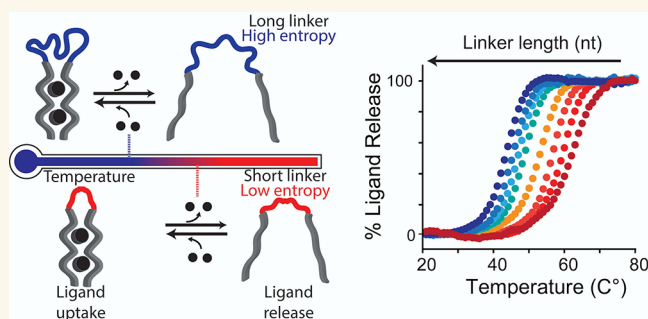 Long linker
High entropy
Temperature
Short linker
Low entropy
Ligand
uptake
Ligand
release
Linker length (nt)
% Ligand Release
100
0
20
40
60
80
Temperature (C°)